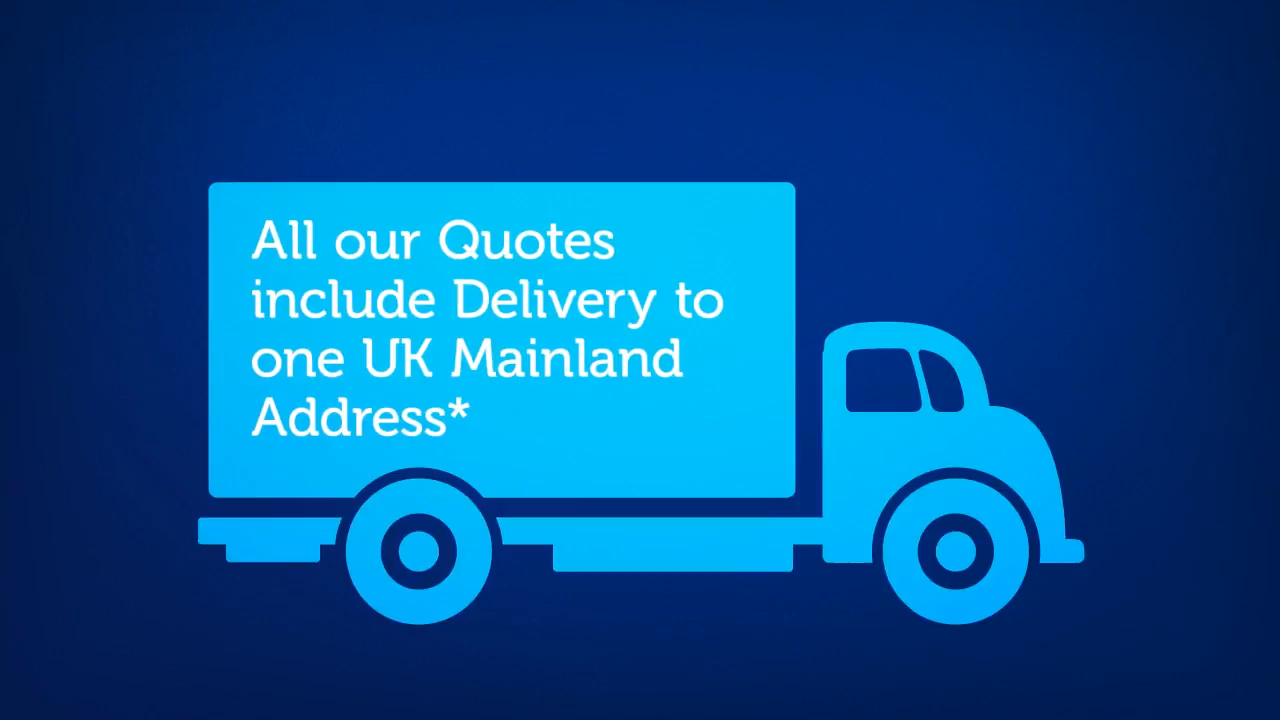 All our Quotes
include Delivery to
one UK Mainland
Address*